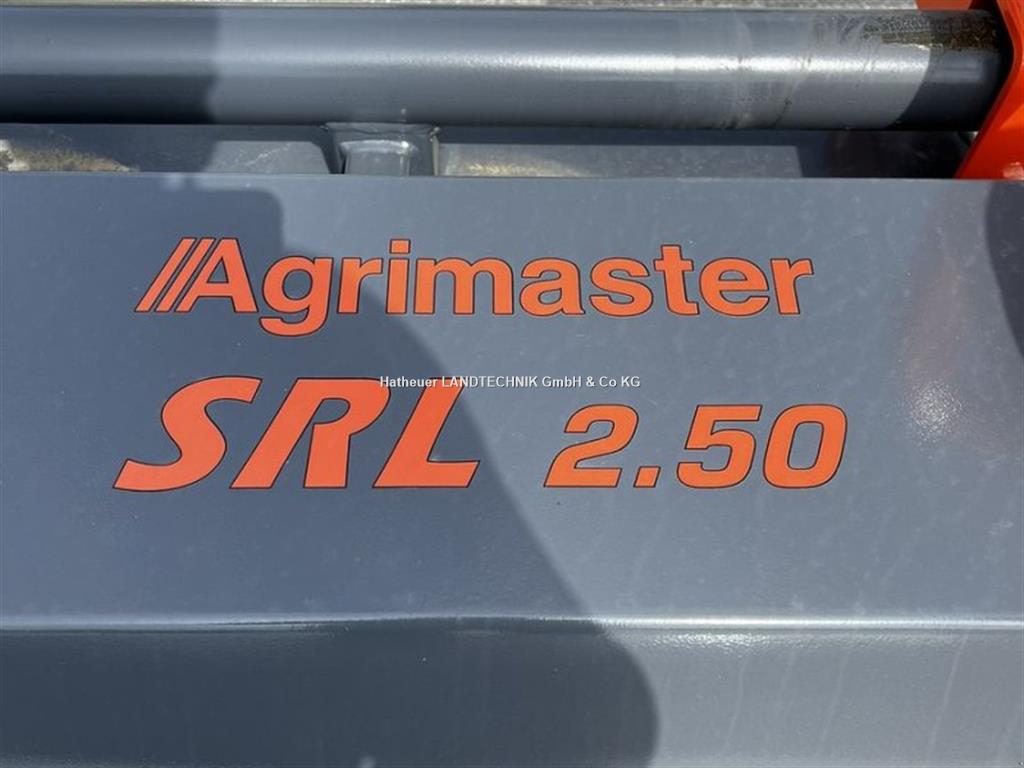 Agrimaster
Hatheuer LANDTECHNIK GmbH & Co KG
SRL 2.50